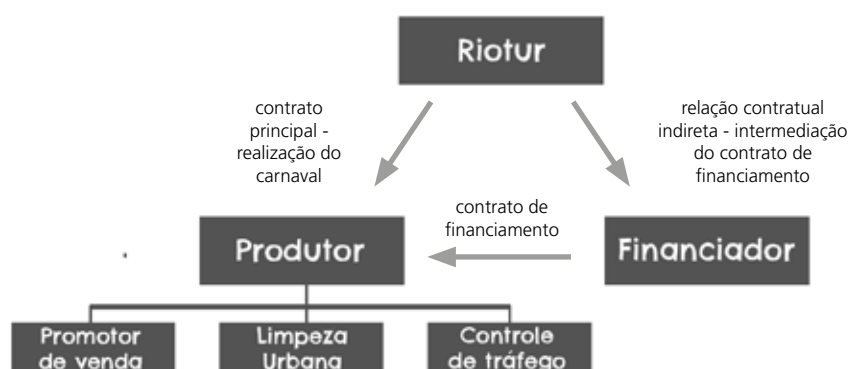 Riotur
contrato
principal -
realização do
carnaval
relação contratual
indireta - intermediação
do contrato de
financiamento
contrato de
financiamento
Produtor
Financiador
Promotor
de venda
Limpeza
Urbana
Controle
de tráfego